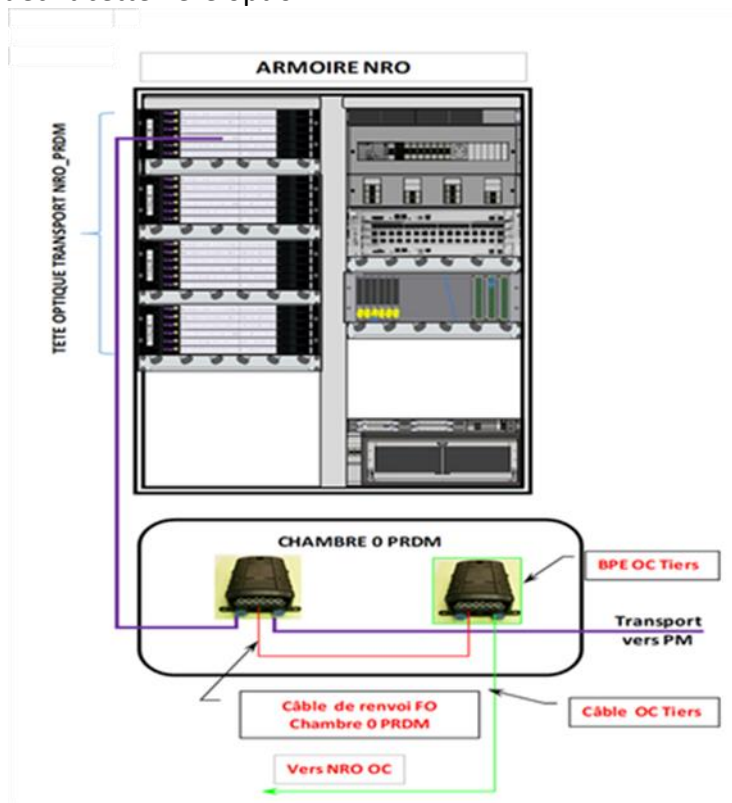 ARMOIRE NRO
TETE OPTIQUE TRANSPORT NRO_PRDM
CHAMBRE 0 PRDM
BPE OC Tiers
Transport
vers PM
Câble de renvoi FO
Chambre 0 PRDM
Câble OC Tiers
Vers NRO OC